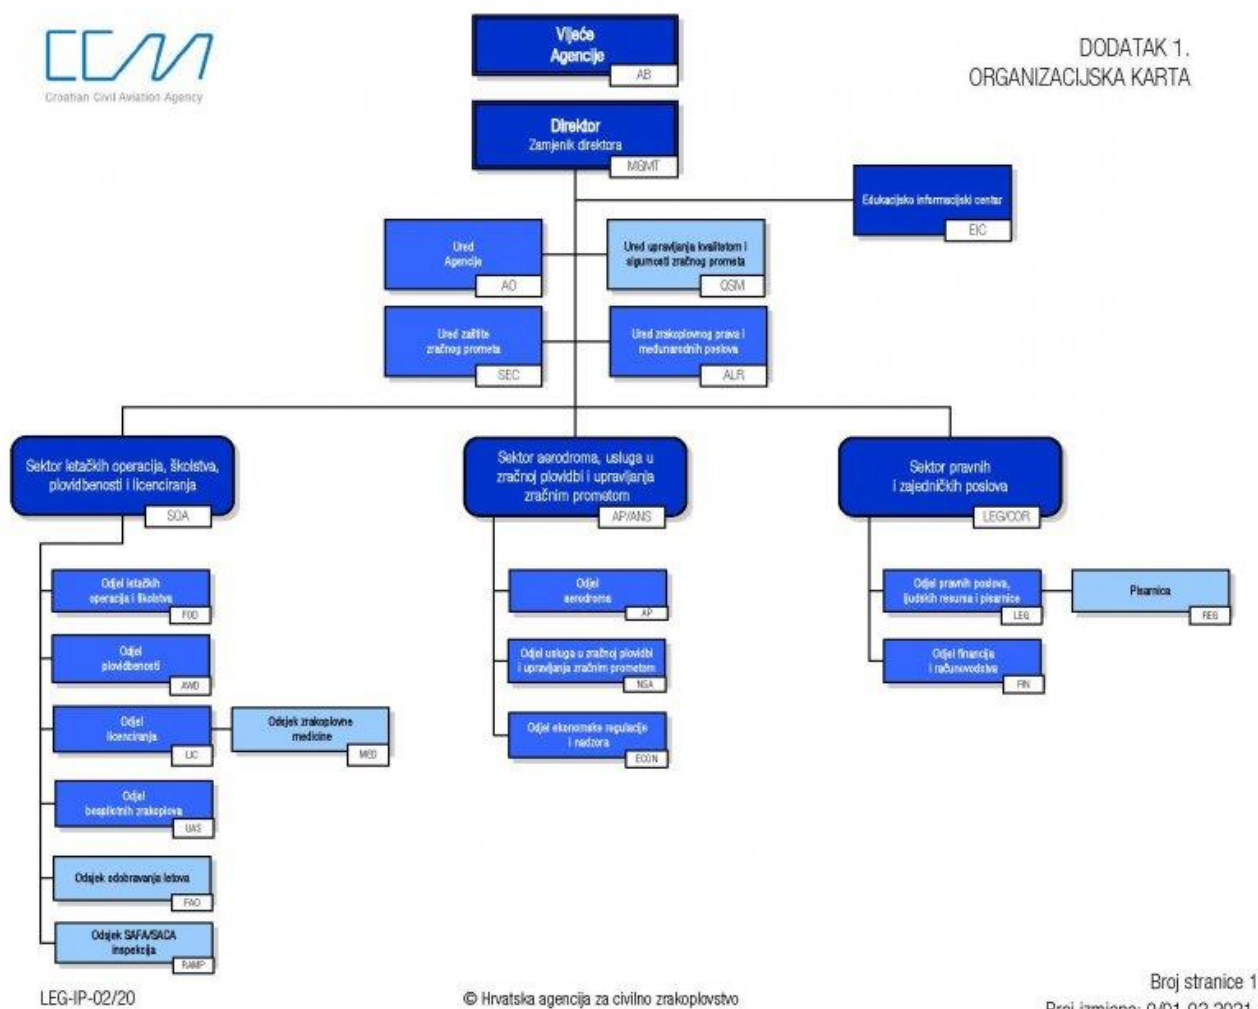 CCAA
Croatian Civil Aviation Agency
DODATAK 1.
ORGANIZACIJSKA KARTA
Vijeće
Agencije
AB
Direktor
Zamjenik direktora
MGMT
Edukacijsko informacijski centar
EIC
Ured
Agencije
AO
Ured upravljanja kvalitetom i
sigurnosti zračnog prometa
QSM
Ured zaštite
zračnog prometa
SEC
Ured zrakoplovnog prava i
međunarodnih poslova
ALR
Sektor letačkih operacija, školstva,
plovidbenosti i licenciranja
SOA
Sektor aerodroma, usluga u
zračnoj plovidbi i upravljanja
zračnim prometom
AP/ANS
Sektor pravnih
i zajedničkih poslova
LEG/COR
Odjel letačkih
operacija i školstva
FOD
Odjel
plovidbenosti
AWD
Odjel
licenciranja
LIC
Odsjek zrakoplovne
medicine
MED
Odjel
bespilotnih zrakoplova
UAS
Odsjek odobravanja letova
FAO
Odsjek SAFA/SACA
inspekcija
RAMP
Odjel
aerodroma
AP
Odjel usluga u zračnoj plovidbi
i upravljanja zračnim prometom
NSA
Odjel ekonomske regulacije
i nadzora
ECON
Odjel pravnih poslova,
ljudskih resursa i pisarnice
LEG
Pisarnica
REG
Odjel financija
i računovodstva
FIN
LEG-IP-02/20
© Hrvatska agencija za civilno zrakoplovstvo
Broj stranice 1